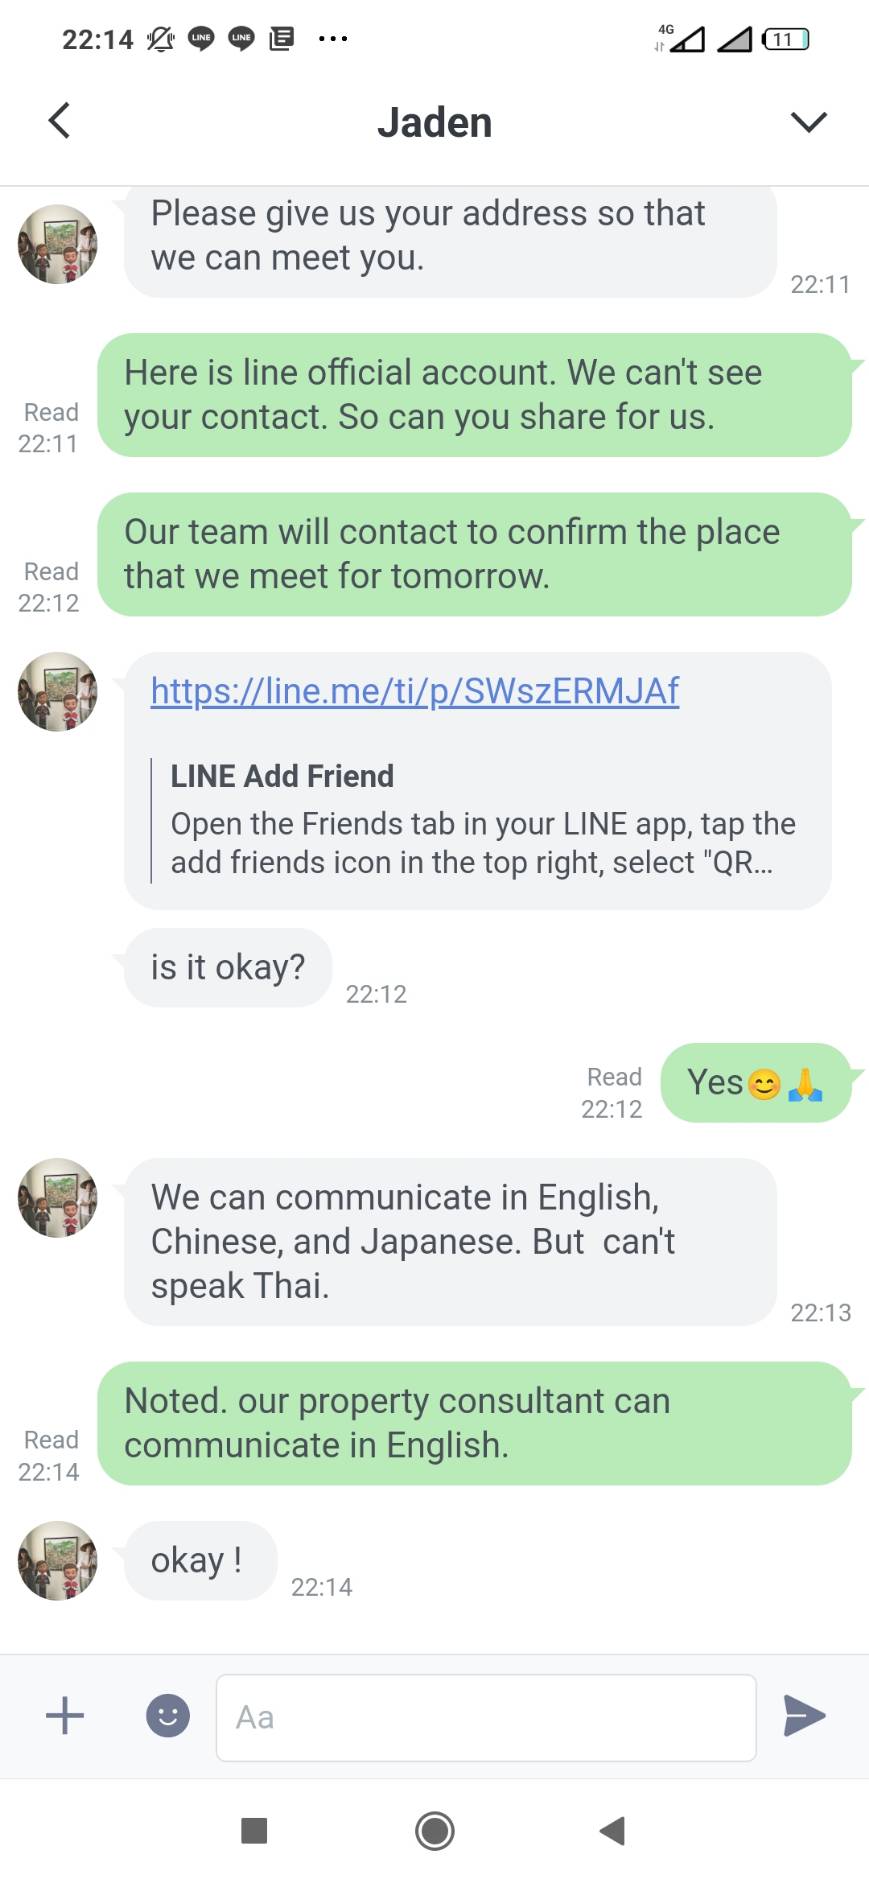 22:14 LINE LINE 4G 11
Jaden
Please give us your address so that
we can meet you.
22:11
Here is line official account. We can't see
your contact. So can you share for us.
Read
22:11
Our team will contact to confirm the place
that we meet for tomorrow.
Read
22:12
https://line.me/ti/p/SWszERMJAf
LINE Add Friend
Open the Friends tab in your LINE app, tap the
add friends icon in the top right, select "QR...
is it okay?
22:12
Yes😊🙏
Read
22:12
We can communicate in English,
Chinese, and Japanese. But  can't
speak Thai.
22:13
Noted. our property consultant can
communicate in English.
Read
22:14
okay !
22:14
Aa